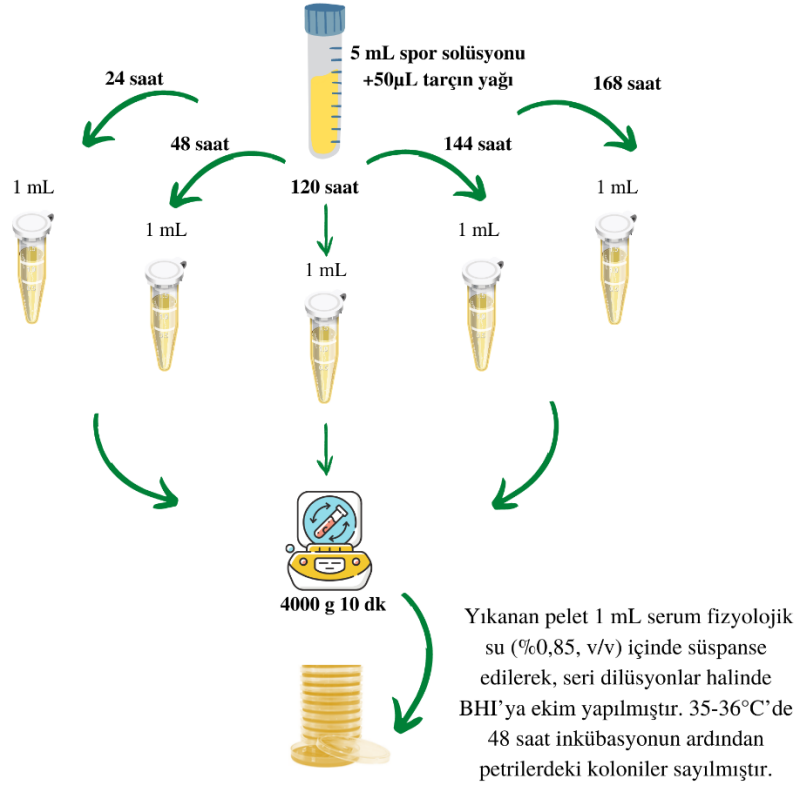 5 mL spor solüsyonu
+50µL tarçın yağı
24 saat
168 saat
48 saat
144 saat
120 saat
1 mL
1 mL
1 mL
1 mL
1 mL
4000 g 10 dk
Yıkanan pelet 1 mL serum fizyolojik
su (%0,85, v/v) içinde süspanse
edilerek, seri dilüsyonlar halinde
BHI’ya ekim yapılmıştır. 35-36°C’de
48 saat inkübasyonun ardından
petrilerdeki koloniler sayılmıştır.